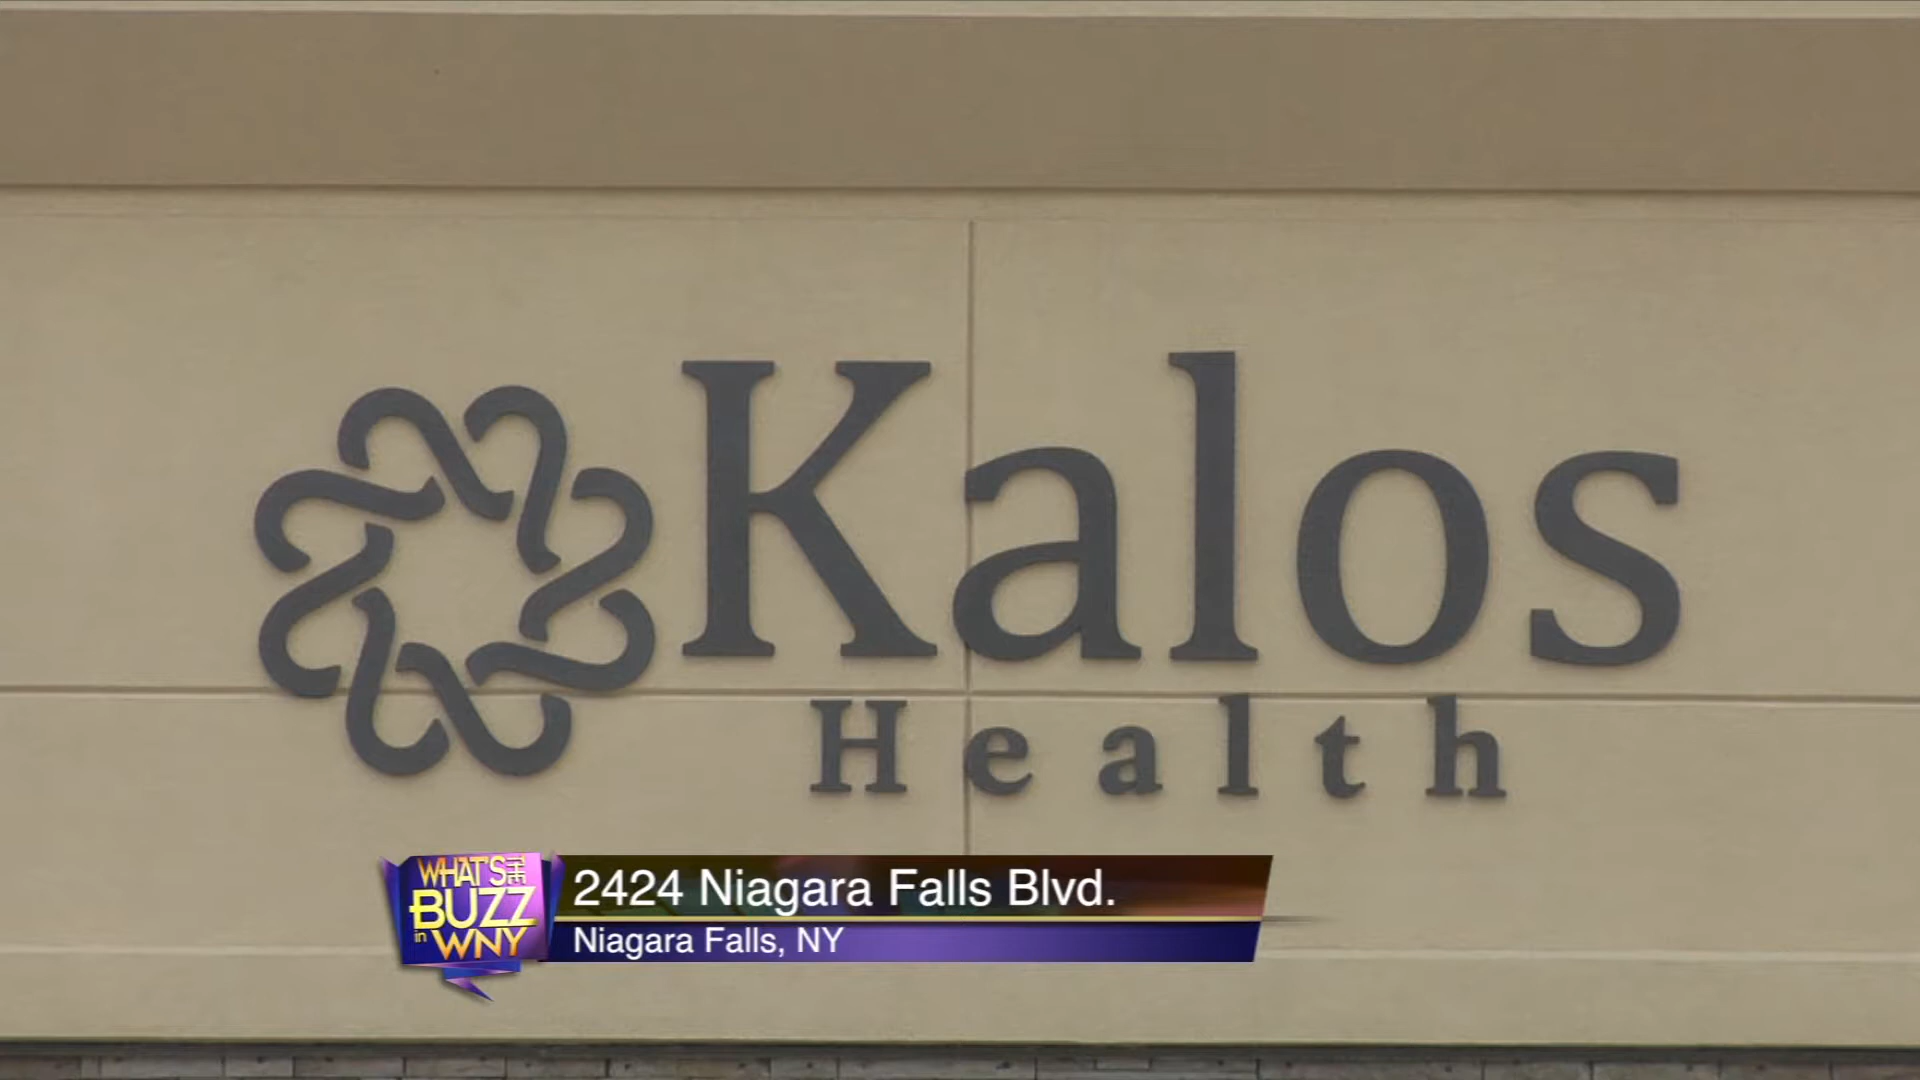 Kalos
Health
WHAT'S THE
BUZZ
in WNY
2424 Niagara Falls Blvd.
Niagara Falls, NY